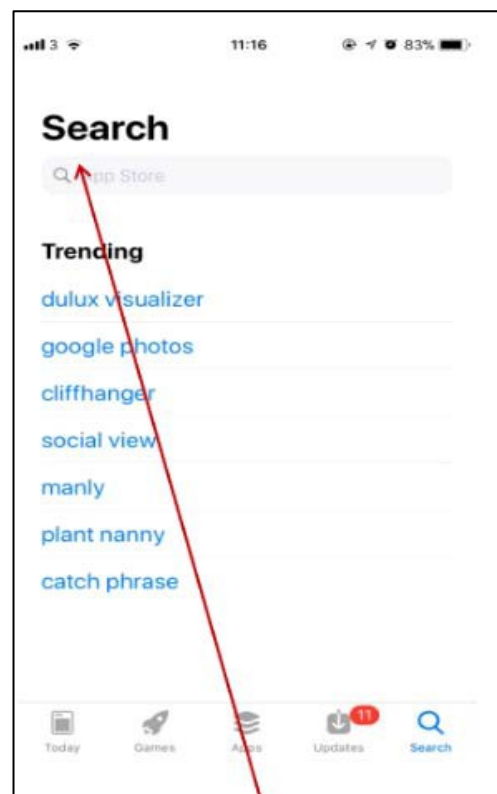 3 11:16 83%
Search
App Store
Trending
dulux visualizer
google photos
cliffhanger
social view
manly
plant nanny
catch phrase
11
Today Games Apps Updates Search